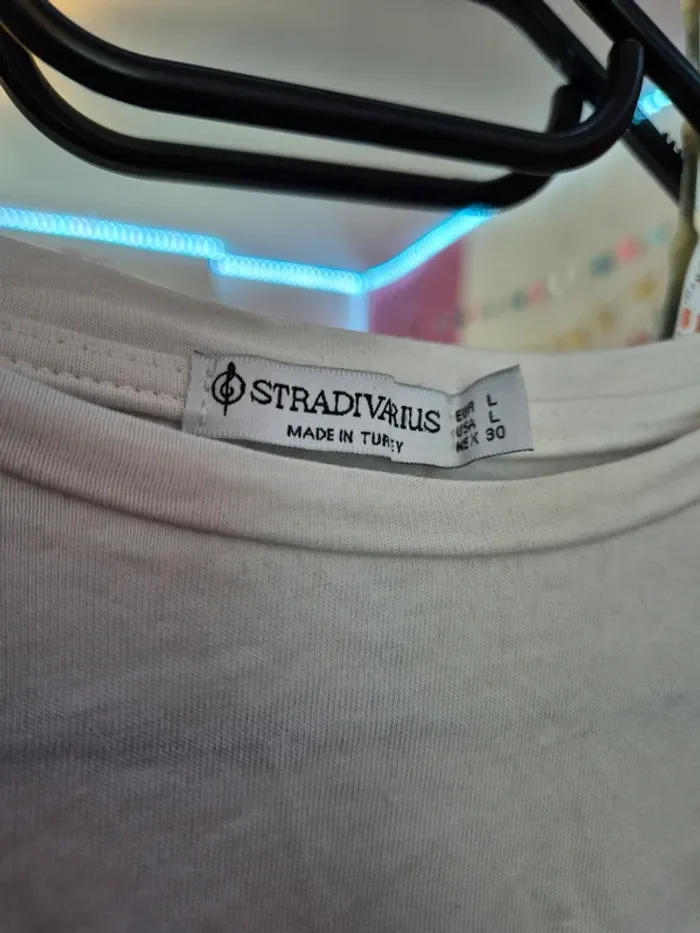 STRADIVARIUS
MADE IN TURKEY
EUR L
USA L
MEX 30